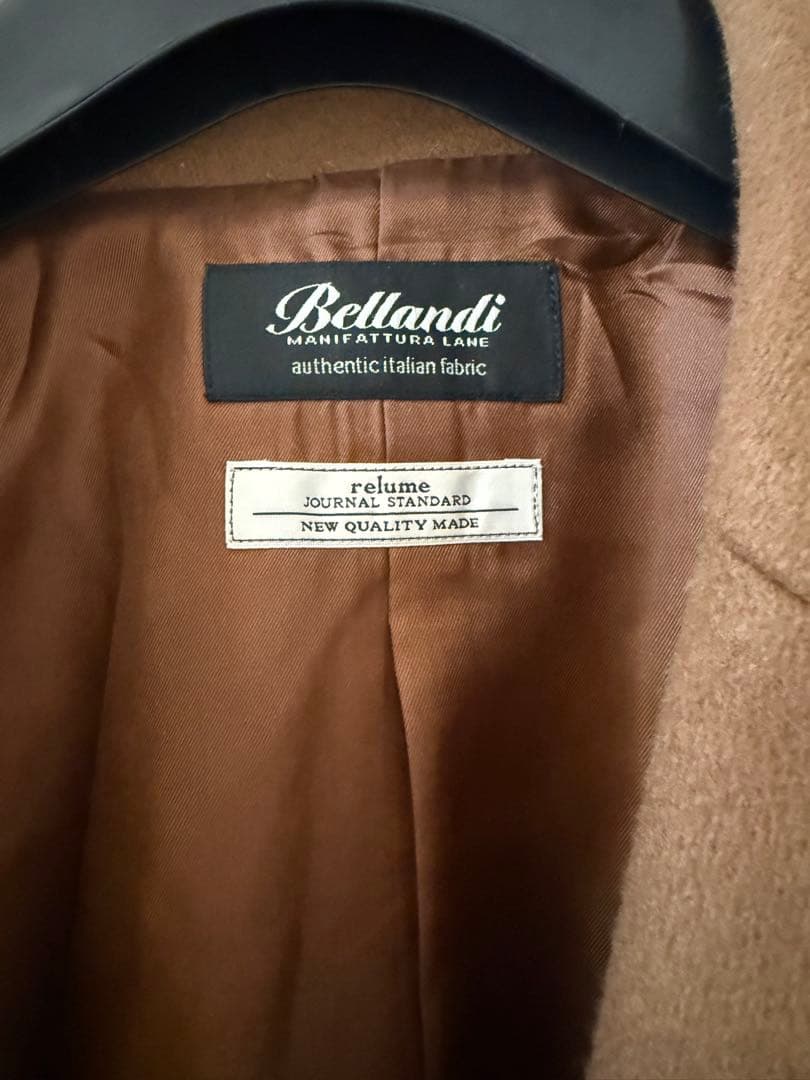 Bellandi
MANIFATTURA LANE
authentic italian fabric
relume
JOURNAL STANDARD
NEW QUALITY MADE